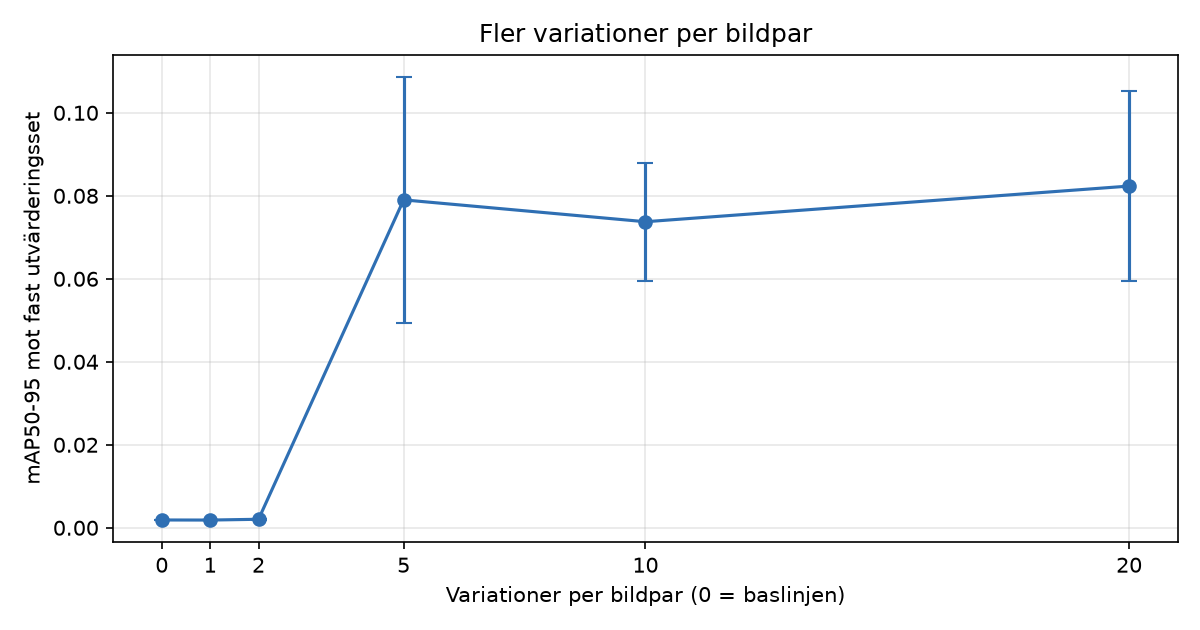 Fler variationer per bildpar
mAP50-95 mot fast utvärderingsset
0.10
0.08
0.06
0.04
0.02
0.00
0 1 2 5 10 20
Variationer per bildpar (0 = baslinjen)